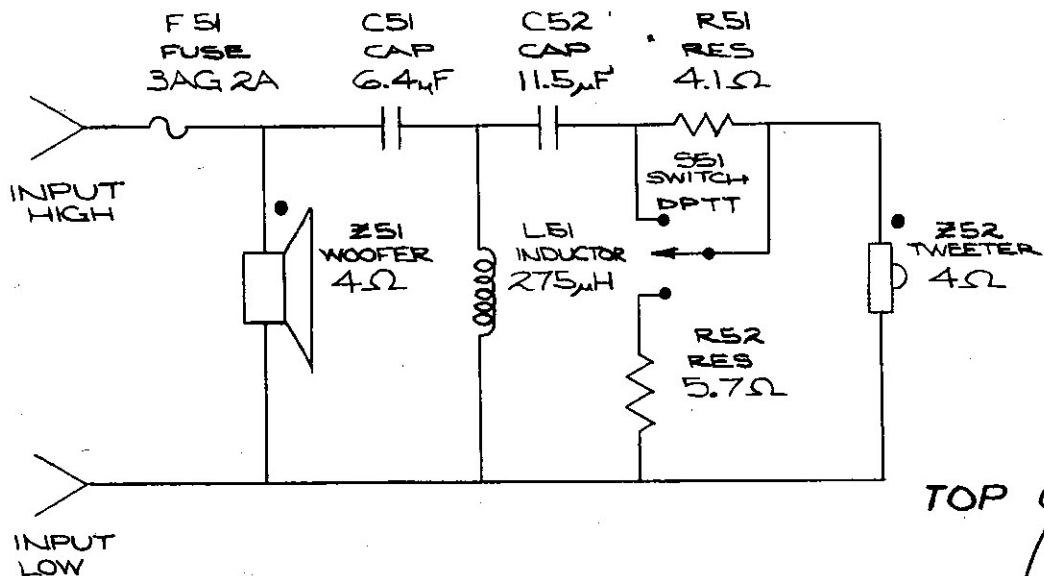 F51
FUSE
3AG 2A
C51
CAP
6.4μF
C52
CAP
11.5μF
R51
RES
4.1Ω
INPUT
HIGH
Z51
WOOFER
4Ω
L51
INDUCTOR
275μH
S51
SWITCH
DPTT
Z52
TWEETER
4Ω
R52
RES
5.7Ω
INPUT
LOW
TOP